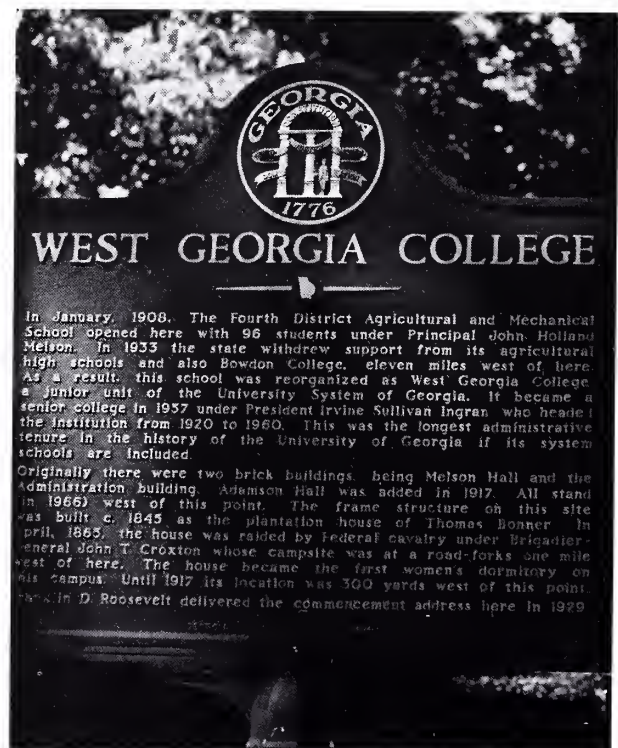 GEORGIA
1776
WEST GEORGIA COLLEGE
In January, 1908, The Fourth District Agricultural and Mechanical
School opened here with 96 students under Principal John Holland
Melson. In 1933 the state withdrew support from its agricultural
high schools and also Bowdon College, eleven miles west of here.
As a result, this school was reorganized as West Georgia College
a junior unit of the University System of Georgia. It became a
senior college in 1957 under President Irvine Sullivan Ingran who headed
the institution from 1920 to 1960. This was the longest administrative
tenure in the history of the University of Georgia if its system
schools are included.
Originally there were two brick buildings, being Melson Hall and the
Administration building. Adamson Hall was added in 1917. All stand
(in 1966) west of this point. The frame structure on this site
was built c. 1845 as the plantation house of Thomas Bonner. In
April, 1865, the house was raided by Federal cavalry under Brigadier-
General John T. Croxton whose campsite was at a road-forks one mile
west of here. The house became the first women's dormitory on
this campus. Until 1917 its location was 300 yards west of this point.
Franklin D. Roosevelt delivered the commencement address here in 1929